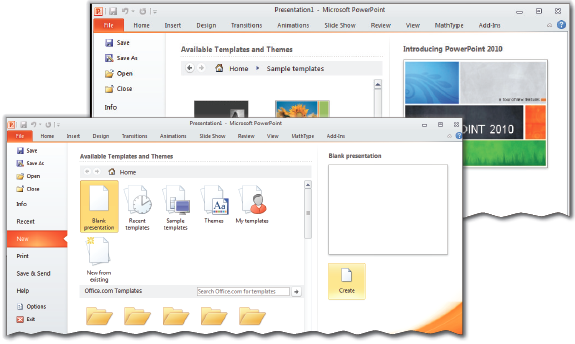 Presentation1 - Microsoft PowerPoint
File Home Insert Design Transitions Animations Slide Show Review View MathType Add-Ins
Save
Save As
Open
Close
Info
Available Templates and Themes
Home Sample templates
Introducing PowerPoint 2010
POINT 2010
Presentation1 - Microsoft PowerPoint
File Home Insert Design Transitions Animations Slide Show Review View MathType Add-Ins
Save
Save As
Open
Close
Info
Recent
New
Print
Save & Send
Help
Options
Exit
Available Templates and Themes
Home
Blank
presentation
Recent
templates
Sample
templates
Themes
My templates
New from
existing
Office.com Templates
Search Office.com for templates
Blank presentation
Create